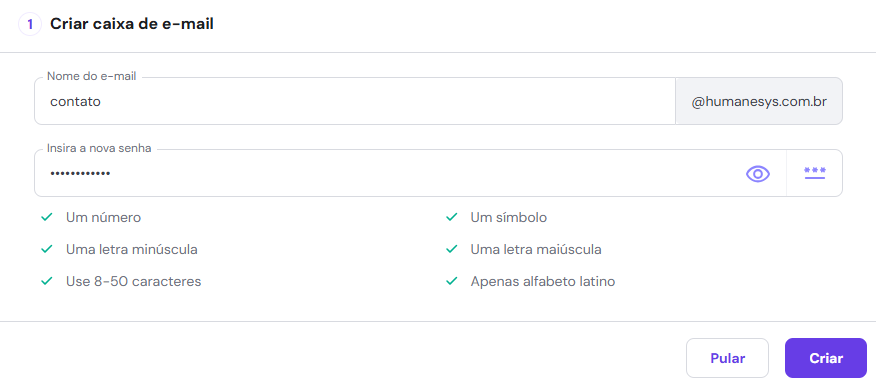 1 Criar caixa de e-mail
Nome do e-mail
contato @humanesys.com.br
Insira a nova senha
••••••••••••
Um número Um símbolo
Uma letra minúscula Uma letra maiúscula
Use 8-50 caracteres Apenas alfabeto latino
Pular Criar